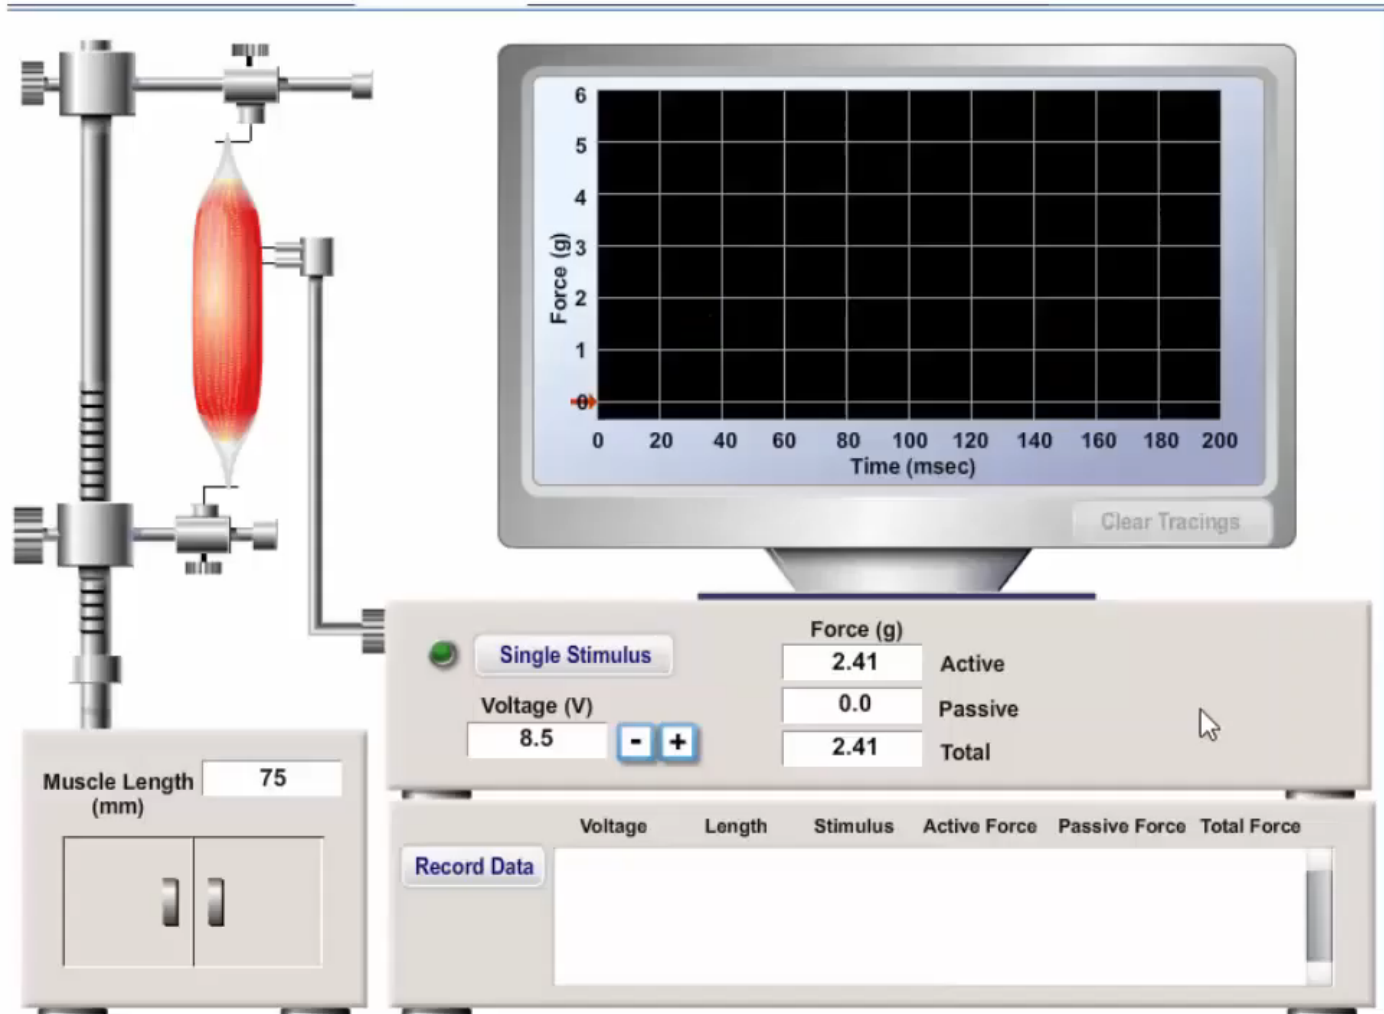 6
5
4
3
2
1
0
Force (g)
0 20 40 60 80 100 120 140 160 180 200
Time (msec)
Clear Tracings
Single Stimulus
Voltage (V)
8.5
- +
Force (g)
2.41 Active
0.0 Passive
2.41 Total
Muscle Length 75
(mm)
Voltage Length Stimulus Active Force Passive Force Total Force
Record Data